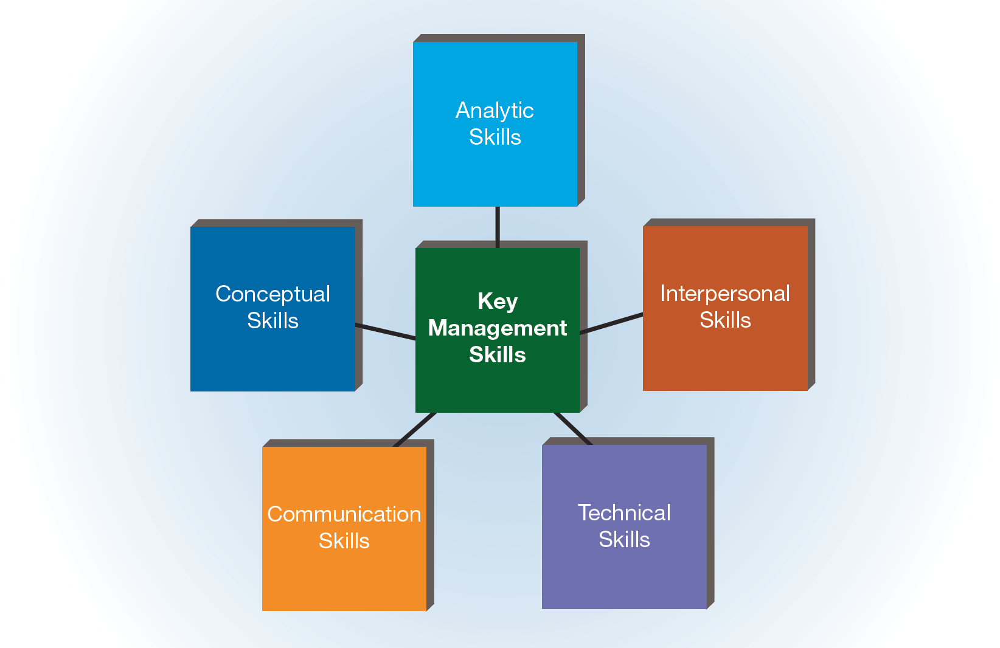 Analytic
Skills
Conceptual
Skills
Key
Management
Skills
Interpersonal
Skills
Communication
Skills
Technical
Skills